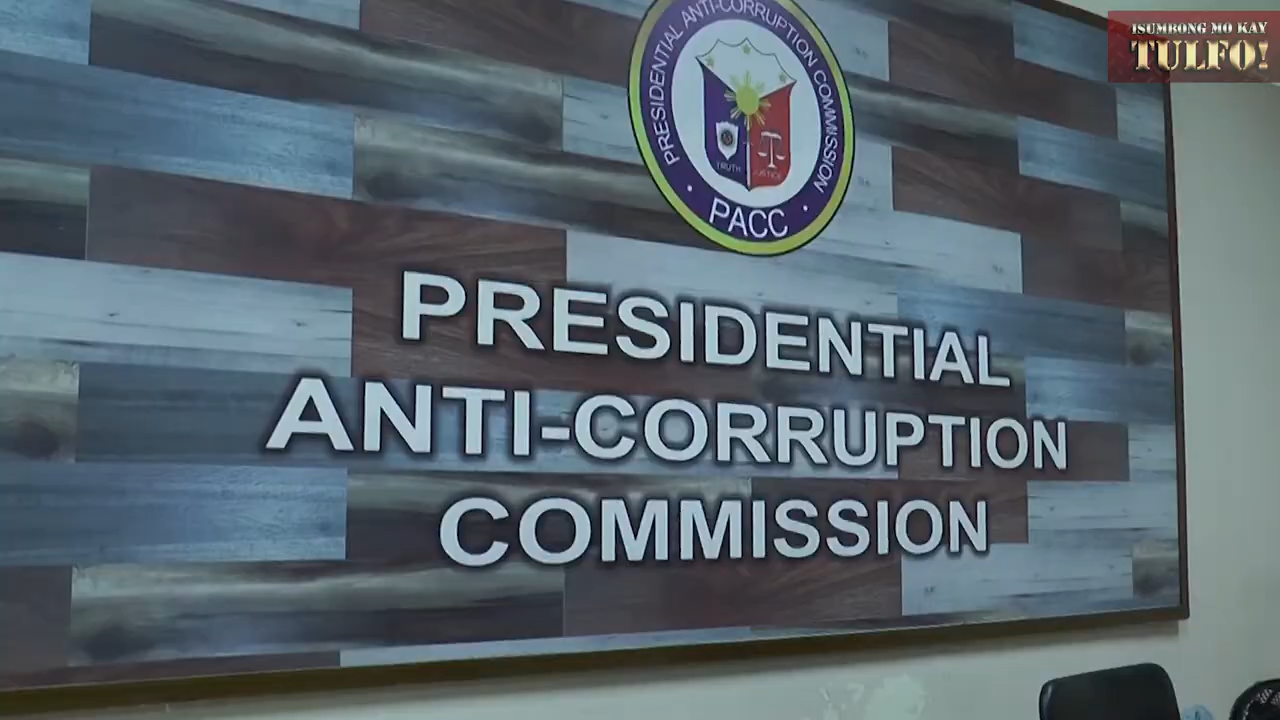 ISUMBONG MO KAY
TULFO!
PRESIDENTIAL ANTI-CORRUPTION COMMISSION
TRUTH JUSTICE
PACC
PRESIDENTIAL
ANTI-CORRUPTION
COMMISSION